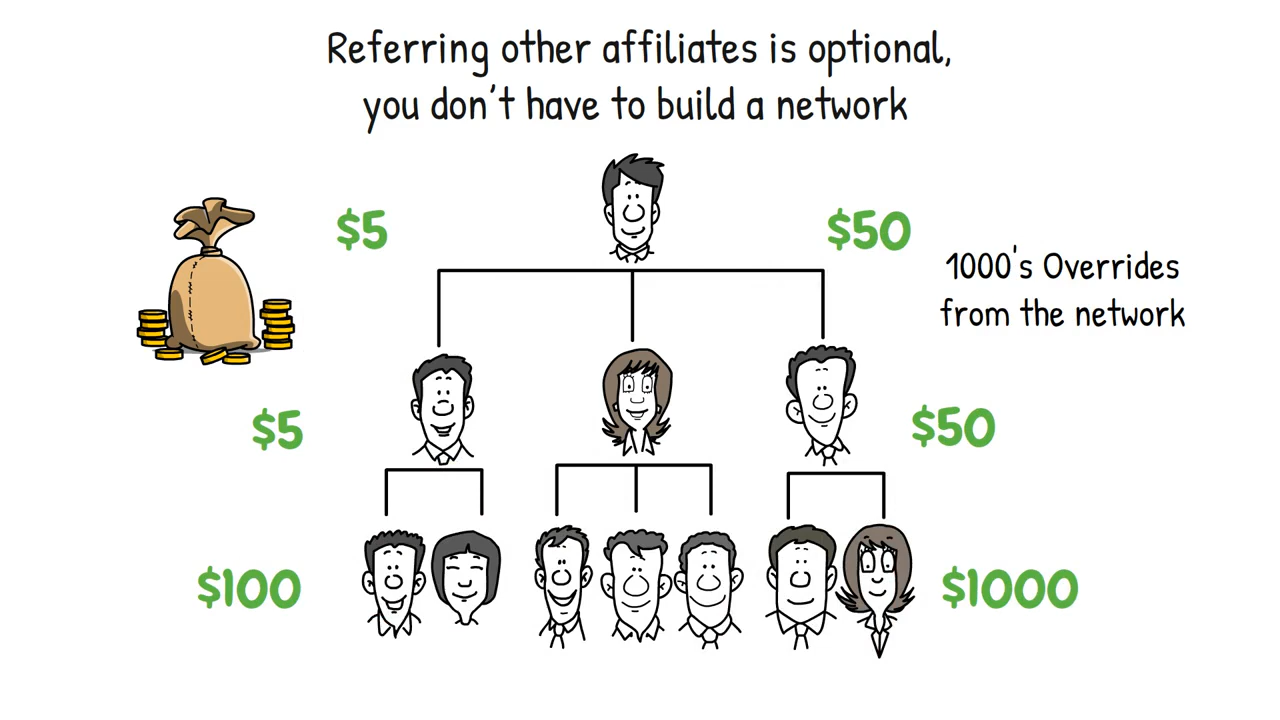 Referring other affiliates is optional,
you don't have to build a network
$5
$50
1000's Overrides
from the network
$5
$50
$100
$1000